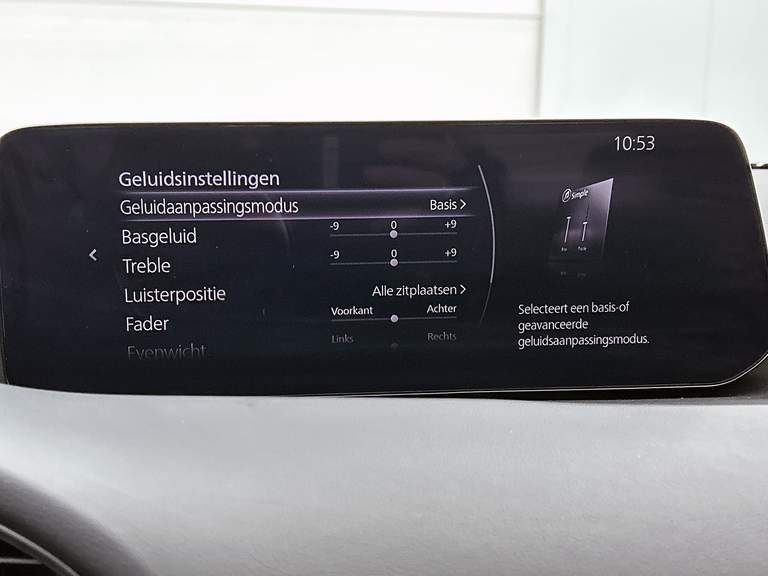 10:53
Geluidsinstellingen
Geluidaanpassingsmodus Basis >
Basgeluid -9 0 +9
Treble -9 0 +9
Luisterpositie Alle zitplaatsen >
Fader Voorkant Achter
Evenwicht Links Rechts
Simple
Selecteert een basis-of
geavanceerde
geluidsaanpassingsmodus.